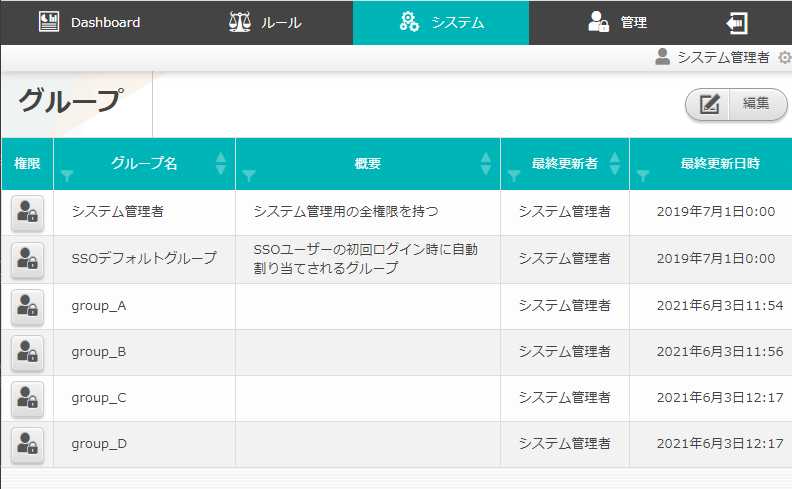 Dashboard ルール システム 管理
システム管理者
グループ
編集
権限 グループ名 概要 最終更新者 最終更新日時
システム管理者 システム管理用の全権限を持つ システム管理者 2019年7月1日0:00
SSOデフォルトグループ SSOユーザーの初回ログイン時に自動
割り当てされるグループ システム管理者 2019年7月1日0:00
group_A システム管理者 2021年6月3日11:54
group_B システム管理者 2021年6月3日11:56
group_C システム管理者 2021年6月3日12:17
group_D システム管理者 2021年6月3日12:17